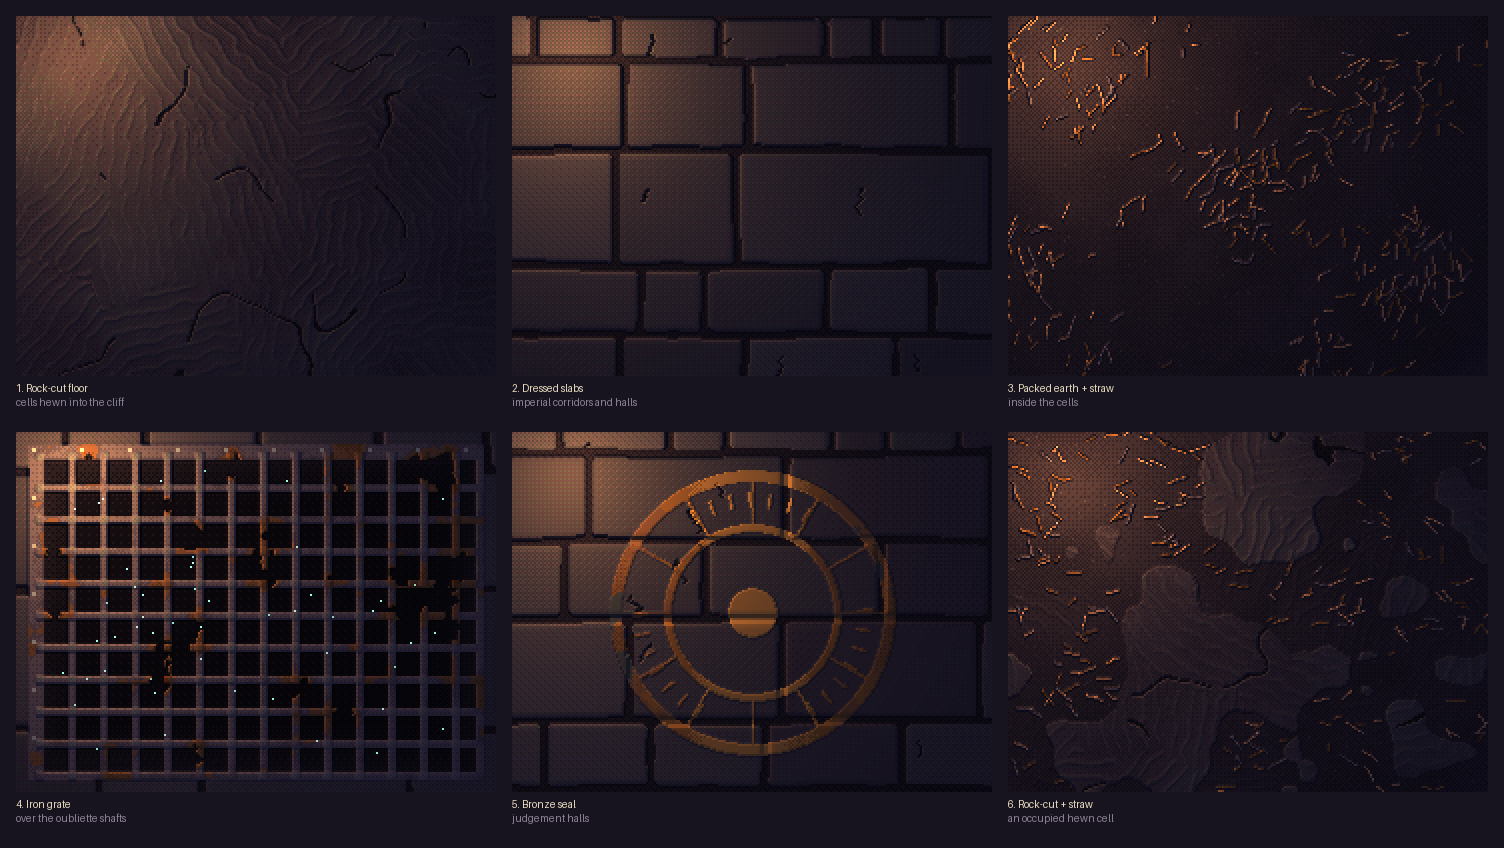 1. Rock-cut floor
cells hewn into the cliff
2. Dressed slabs
imperial corridors and halls
3. Packed earth + straw
inside the cells
4. Iron grate
over the oubliette shafts
5. Bronze seal
judgement halls
6. Rock-cut + straw
an occupied hewn cell